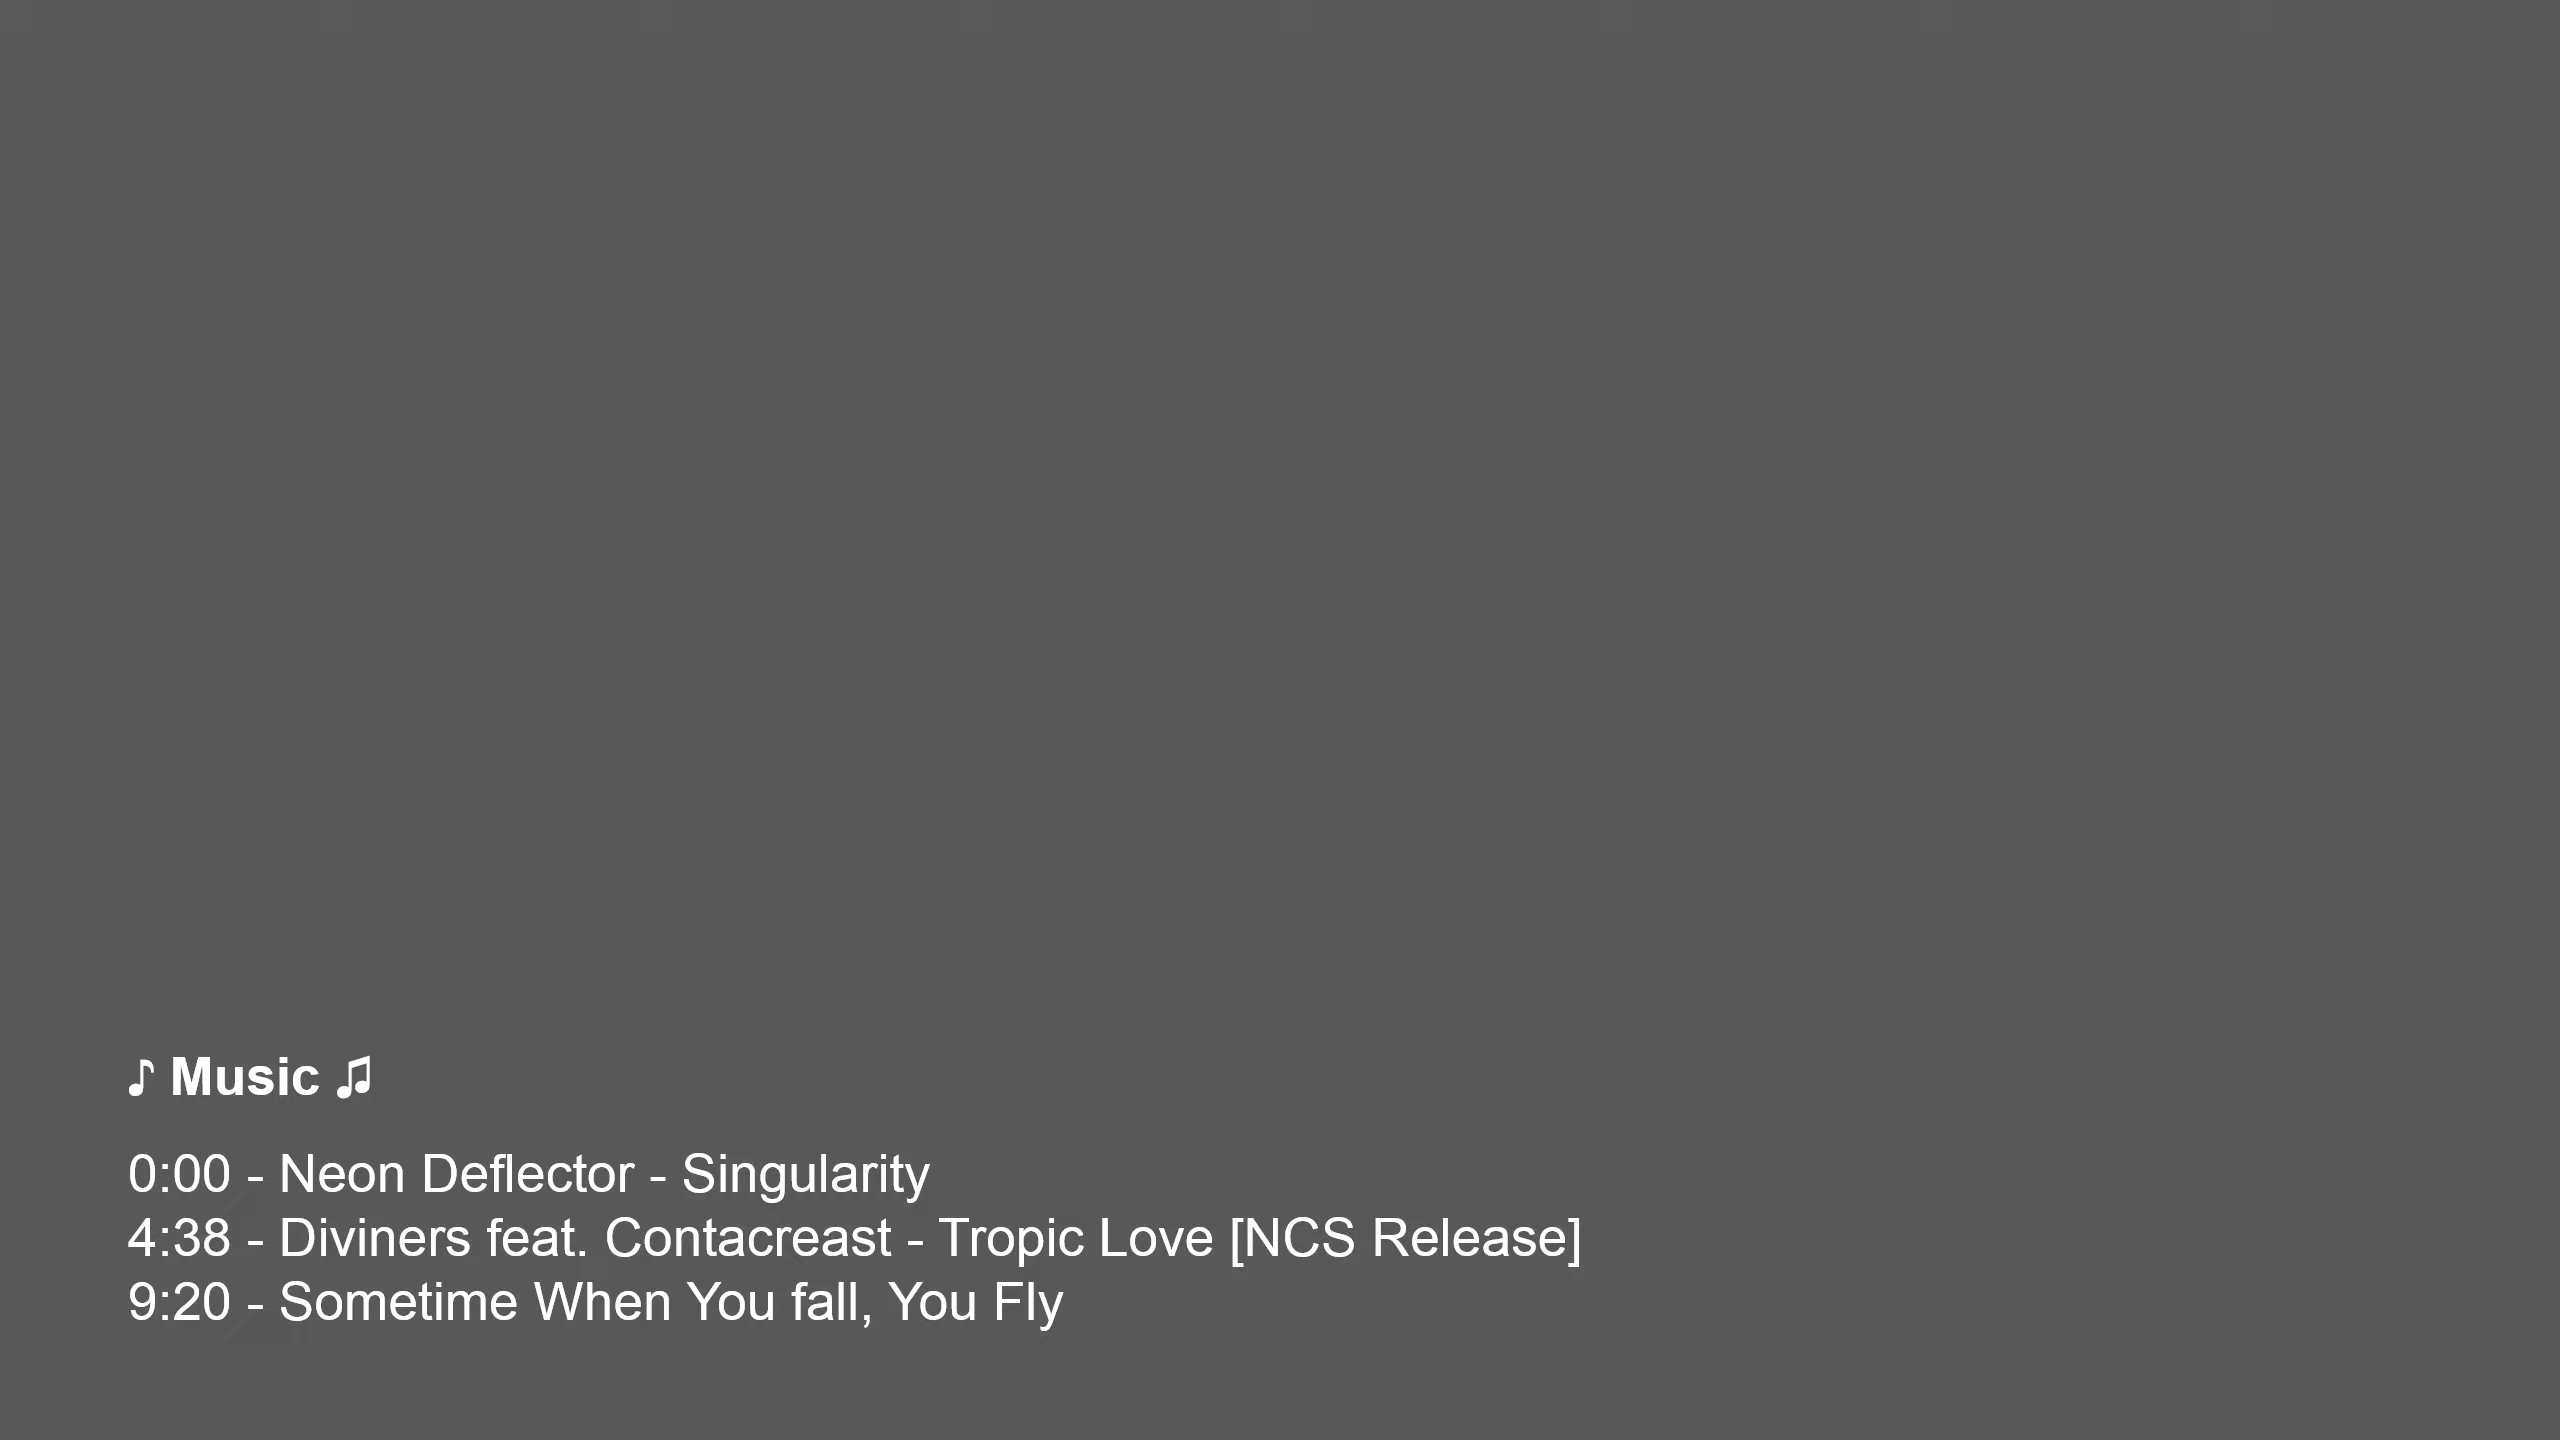 ♪ Music ♫
0:00 - Neon Deflector - Singularity
4:38 - Diviners feat. Contacreast - Tropic Love [NCS Release]
9:20 - Sometime When You fall, You Fly